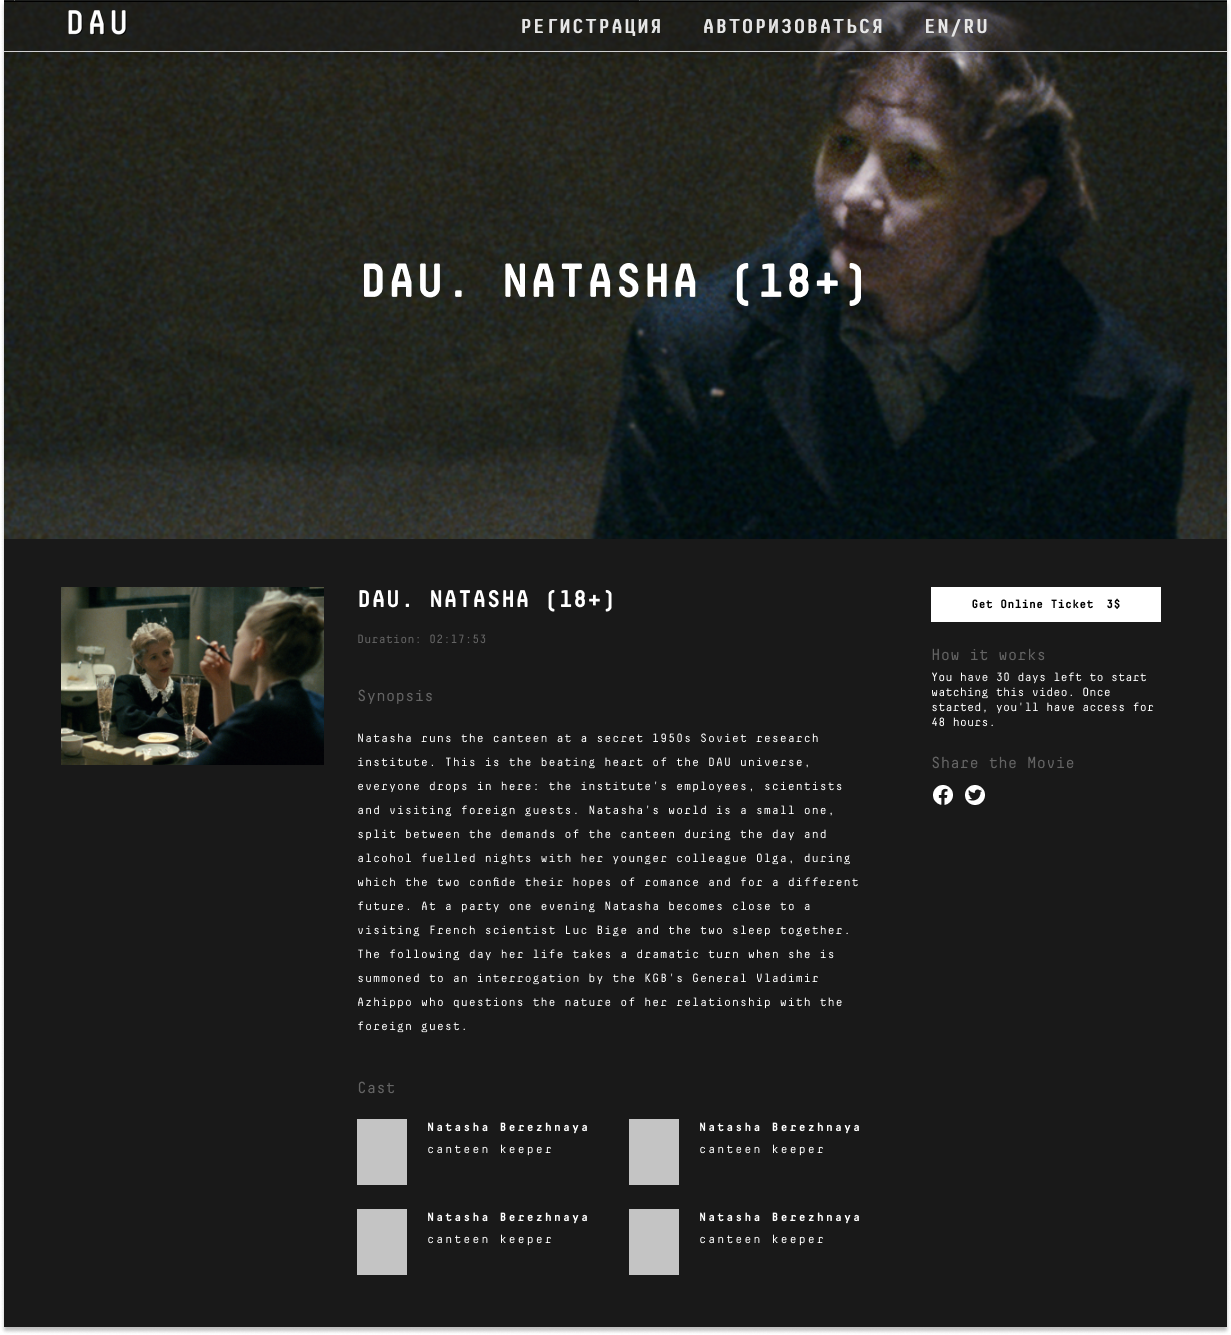 DAU
РЕГИСТРАЦИЯ АВТОРИЗОВАТЬСЯ EN/RU
DAU. NATASHA (18+)
DAU. NATASHA (18+)
Duration: 02:17:53
Synopsis
Natasha runs the canteen at a secret 1950s Soviet research
institute. This is the beating heart of the DAU universe,
everyone drops in here: the institute's employees, scientists
and visiting foreign guests. Natasha's world is a small one,
split between the demands of the canteen during the day and
alcohol fuelled nights with her younger colleague Olga, during
which the two confide their hopes of romance and for a different
future. At a party one evening Natasha becomes close to a
visiting French scientist Luc Bige and the two sleep together.
The following day her life takes a dramatic turn when she is
summoned to an interrogation by the KGB's General Vladimir
Azhippo who questions the nature of her relationship with the
foreign guest.
Cast
Natasha Berezhnaya
canteen keeper
Natasha Berezhnaya
canteen keeper
Natasha Berezhnaya
canteen keeper
Natasha Berezhnaya
canteen keeper
Get Online Ticket 3$
How it works
You have 30 days left to start
watching this video. Once
started, you'll have access for
48 hours.
Share the Movie